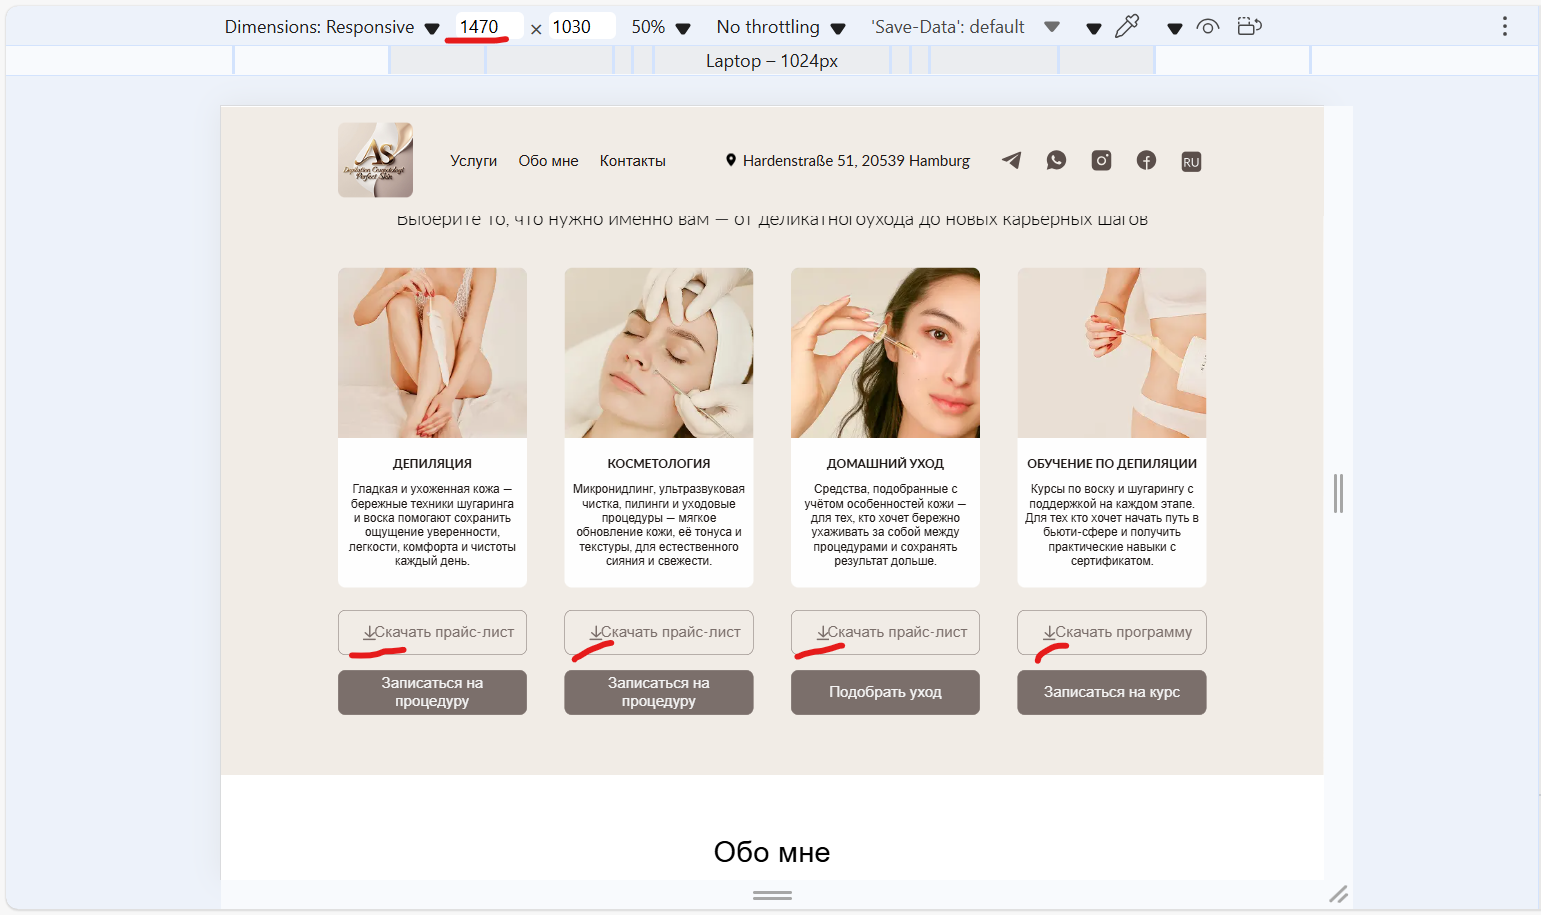 Dimensions: Responsive 1470 × 1030 50% No throttling 'Save-Data': default
Laptop – 1024px
As
Depilation Cosmetologt
Perfect Skin
Услуги Обо мне Контакты Hardenstraße 51, 20539 Hamburg RU
Выберите то, что нужно именно вам — от деликатногоухода до новых карьерных шагов
ДЕПИЛЯЦИЯ
Гладкая и ухоженная кожа —
бережные техники шугаринга
и воска помогают сохранить
ощущение уверенности,
легкости, комфорта и чистоты
каждый день.
Скачать прайс-лист
Записаться на
процедуру
КОСМЕТОЛОГИЯ
Микронидлинг, ультразвуковая
чистка, пилинги и уходовые
процедуры — мягкое
обновление кожи, её тонуса и
текстуры, для естественного
сияния и свежести.
Скачать прайс-лист
Записаться на
процедуру
ДОМАШНИЙ УХОД
Средства, подобранные с
учётом особенностей кожи —
для тех, кто хочет бережно
ухаживать за собой между
процедурами и сохранять
результат дольше.
Скачать прайс-лист
Подобрать уход
ОБУЧЕНИЕ ПО ДЕПИЛЯЦИИ
Курсы по воску и шугарингу с
поддержкой на каждом этапе.
Для тех кто хочет начать путь в
бьюти-сфере и получить
практические навыки с
сертификатом.
Скачать программу
Записаться на курс
Обо мне